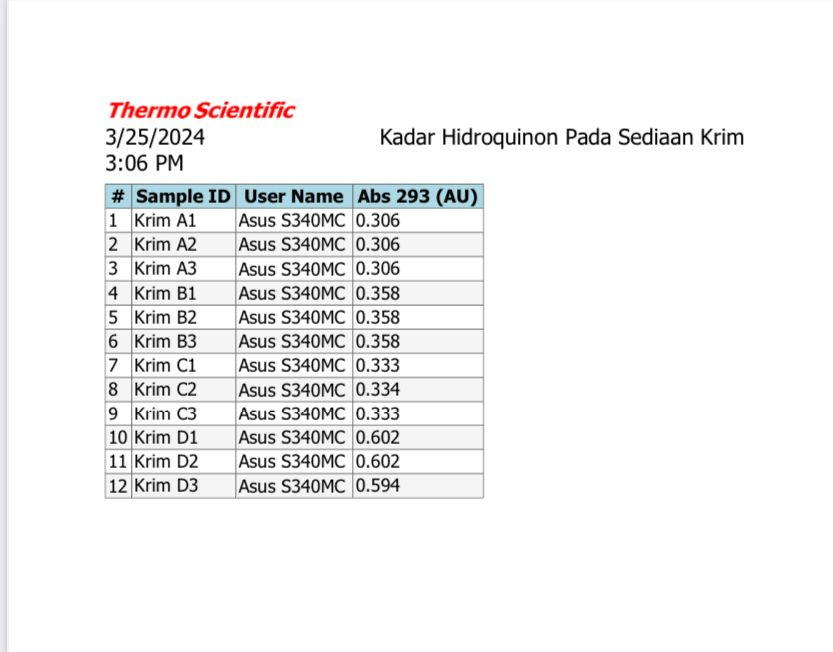 Thermo Scientific
3/25/2024 Kadar Hidroquinon Pada Sediaan Krim
3:06 PM
# Sample ID User Name Abs 293 (AU)
1 Krim A1 Asus S340MC 0.306
2 Krim A2 Asus S340MC 0.306
3 Krim A3 Asus S340MC 0.306
4 Krim B1 Asus S340MC 0.358
5 Krim B2 Asus S340MC 0.358
6 Krim B3 Asus S340MC 0.358
7 Krim C1 Asus S340MC 0.333
8 Krim C2 Asus S340MC 0.334
9 Krim C3 Asus S340MC 0.333
10 Krim D1 Asus S340MC 0.602
11 Krim D2 Asus S340MC 0.602
12 Krim D3 Asus S340MC 0.594